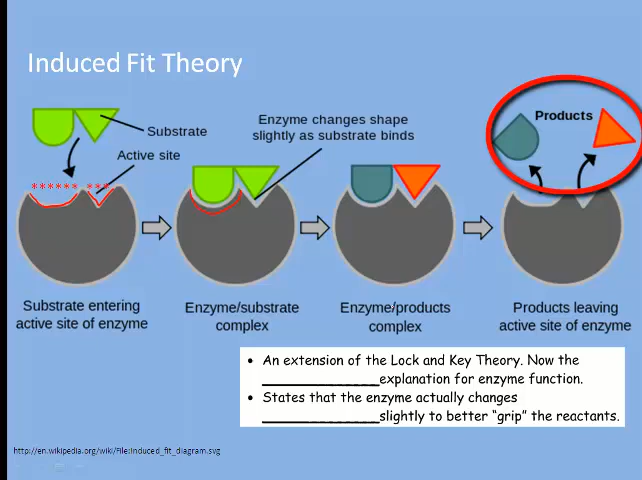 Induced Fit Theory
Substrate
Active site
Enzyme changes shape
slightly as substrate binds
Products
****** ***
Substrate entering
active site of enzyme
Enzyme/substrate
complex
Enzyme/products
complex
Products leaving
active site of enzyme
• An extension of the Lock and Key Theory. Now the
_______________explanation for enzyme function.
• States that the enzyme actually changes
_______________slightly to better “grip” the reactants.
http://en.wikipedia.org/wiki/File:Induced_fit_diagram.svg